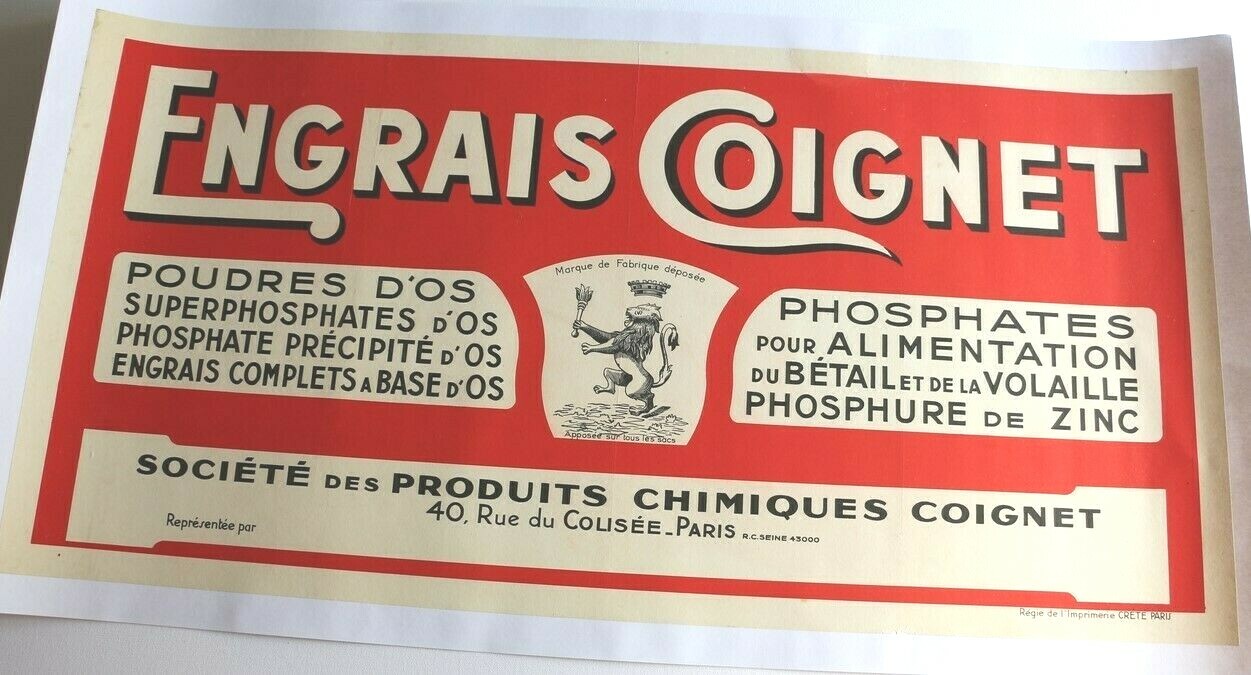 ENGRAIS COIGNET
POUDRES D'OS
SUPERPHOSPHATES D'OS
PHOSPHATE PRÉCIPITÉ D'OS
ENGRAIS COMPLETS A BASE D'OS
Marque de Fabrique déposée
Apposée sur tous les sacs
PHOSPHATES
POUR ALIMENTATION
DU BÉTAIL ET DE LA VOLAILLE
PHOSPHURE DE ZINC
SOCIÉTÉ DES PRODUITS CHIMIQUES COIGNET
40, Rue du COLISÉE_PARIS R.C. SEINE 43000
Représentée par
Régie de l'Imprimerie CRÉTÉ PARIS